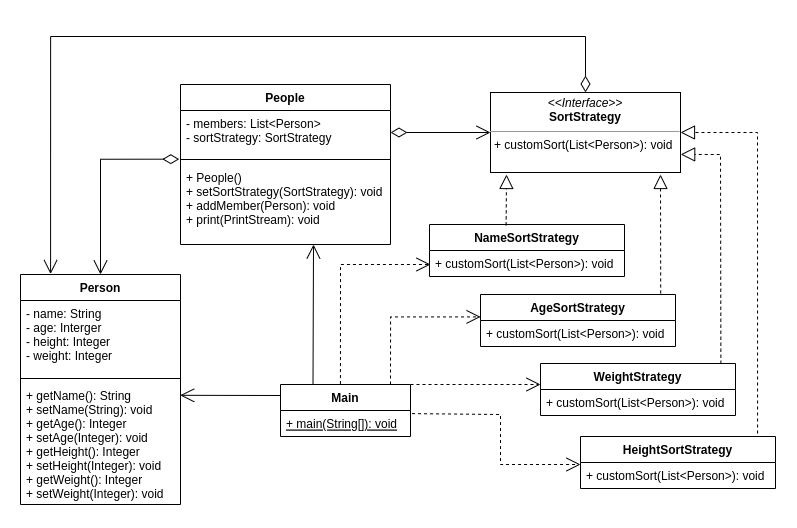 People
- members: List<Person>
- sortStrategy: SortStrategy
+ People()
+ setSortStrategy(SortStrategy): void
+ addMember(Person): void
+ print(PrintStream): void
<<Interface>>
SortStrategy
+ customSort(List<Person>): void
NameSortStrategy
+ customSort(List<Person>): void
AgeSortStrategy
+ customSort(List<Person>): void
WeightStrategy
+ customSort(List<Person>): void
HeightSortStrategy
+ customSort(List<Person>): void
Person
- name: String
- age: Interger
- height: Integer
- weight: Integer
+ getName(): String
+ setName(String): void
+ getAge(): Integer
+ setAge(Integer): void
+ getHeight(): Integer
+ setHeight(Integer): void
+ getWeight(): Integer
+ setWeight(Integer): void
Main
+ main(String[]): void